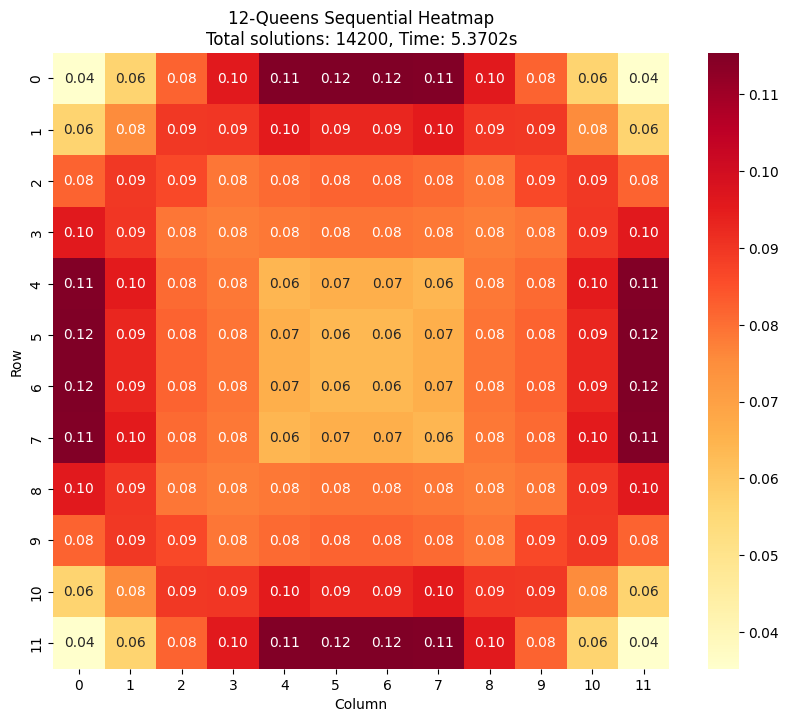 12-Queens Sequential Heatmap
Total solutions: 14200, Time: 5.3702s
0 0.04 0.06 0.08 0.10 0.11 0.12 0.12 0.11 0.10 0.08 0.06 0.04
1 0.06 0.08 0.09 0.09 0.10 0.09 0.09 0.10 0.09 0.09 0.08 0.06
2 0.08 0.09 0.09 0.08 0.08 0.08 0.08 0.08 0.08 0.09 0.09 0.08
3 0.10 0.09 0.08 0.08 0.08 0.08 0.08 0.08 0.08 0.08 0.09 0.10
4 0.11 0.10 0.08 0.08 0.06 0.07 0.07 0.06 0.08 0.08 0.10 0.11
5 0.12 0.09 0.08 0.08 0.07 0.06 0.06 0.07 0.08 0.08 0.09 0.12
6 0.12 0.09 0.08 0.08 0.07 0.06 0.06 0.07 0.08 0.08 0.09 0.12
7 0.11 0.10 0.08 0.08 0.06 0.07 0.07 0.06 0.08 0.08 0.10 0.11
8 0.10 0.09 0.08 0.08 0.08 0.08 0.08 0.08 0.08 0.08 0.09 0.10
9 0.08 0.09 0.09 0.08 0.08 0.08 0.08 0.08 0.08 0.09 0.09 0.08
10 0.06 0.08 0.09 0.09 0.10 0.09 0.09 0.10 0.09 0.09 0.08 0.06
11 0.04 0.06 0.08 0.10 0.11 0.12 0.12 0.11 0.10 0.08 0.06 0.04
0 1 2 3 4 5 6 7 8 9 10 11
Column
Row
0.11
0.10
0.09
0.08
0.07
0.06
0.05
0.04